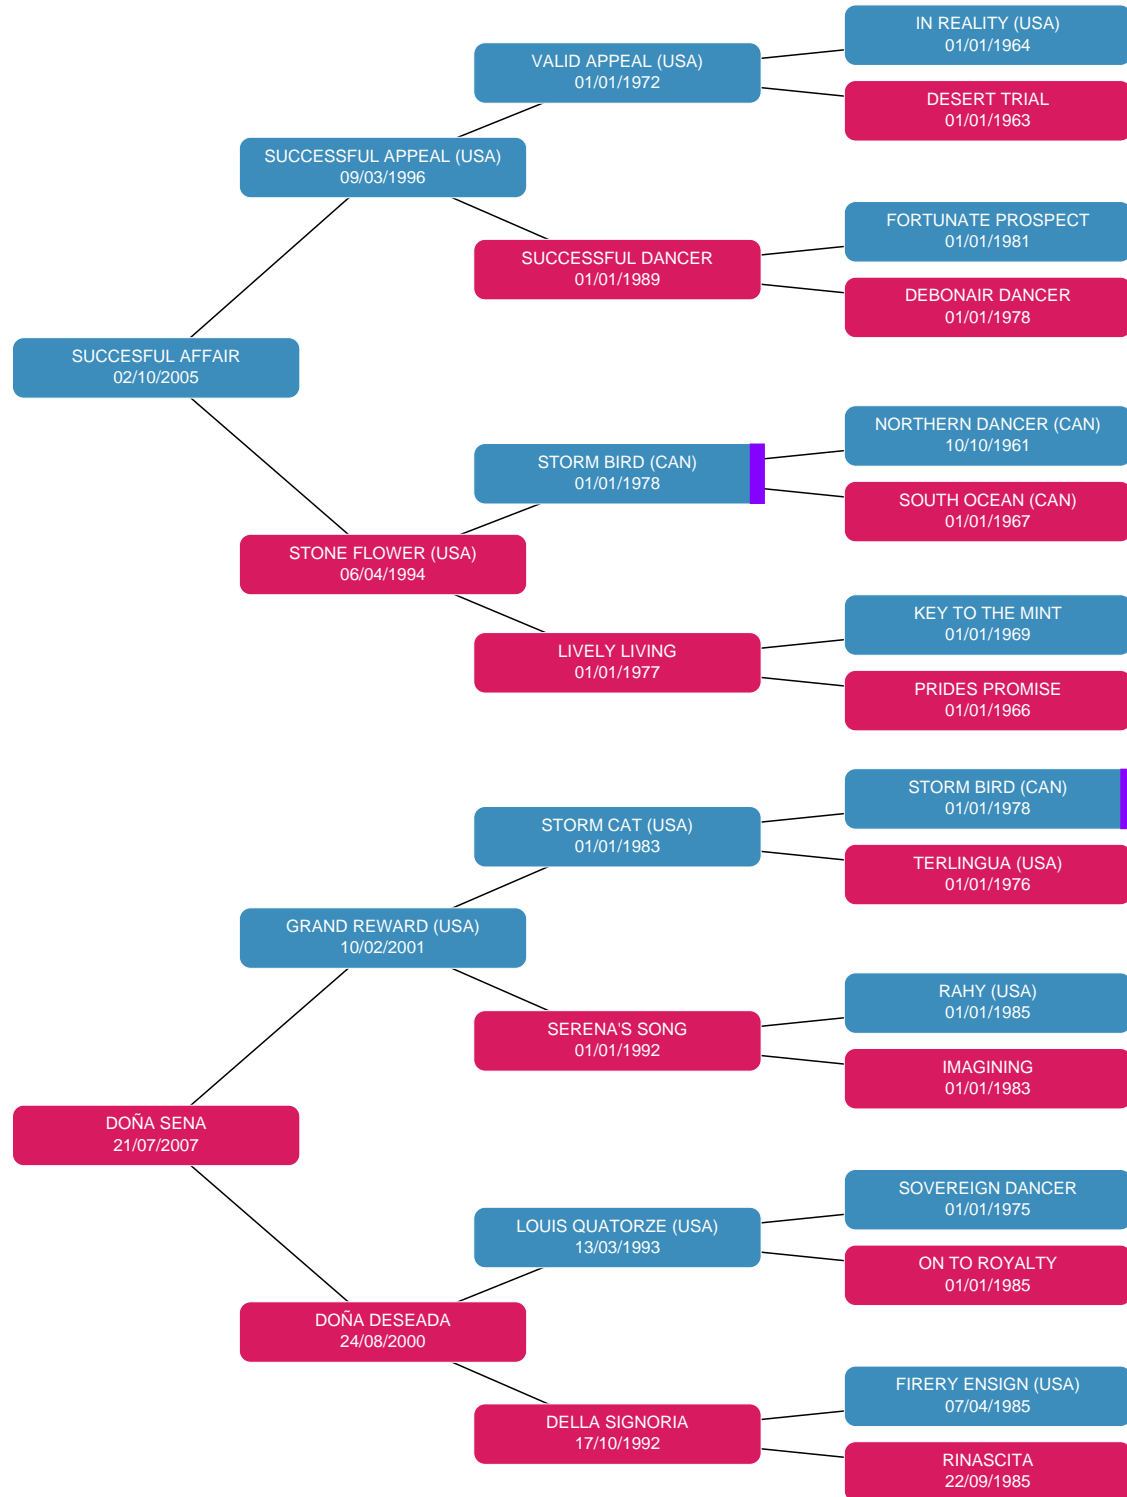 IN REALITY (USA)
01/01/1964
VALID APPEAL (USA)
01/01/1972
DESERT TRIAL
01/01/1963
SUCCESSFUL APPEAL (USA)
09/03/1996
FORTUNATE PROSPECT
01/01/1981
SUCCESSFUL DANCER
01/01/1989
DEBONAIR DANCER
01/01/1978
SUCCESFUL AFFAIR
02/10/2005
NORTHERN DANCER (CAN)
10/10/1961
STORM BIRD (CAN)
01/01/1978
SOUTH OCEAN (CAN)
01/01/1967
STONE FLOWER (USA)
06/04/1994
KEY TO THE MINT
01/01/1969
LIVELY LIVING
01/01/1977
PRIDES PROMISE
01/01/1966
STORM BIRD (CAN)
01/01/1978
STORM CAT (USA)
01/01/1983
TERLINGUA (USA)
01/01/1976
GRAND REWARD (USA)
10/02/2001
RAHY (USA)
01/01/1985
SERENA'S SONG
01/01/1992
IMAGINING
01/01/1983
DOÑA SENA
21/07/2007
SOVEREIGN DANCER
01/01/1975
LOUIS QUATORZE (USA)
13/03/1993
ON TO ROYALTY
01/01/1985
DOÑA DESEADA
24/08/2000
FIRERY ENSIGN (USA)
07/04/1985
DELLA SIGNORIA
17/10/1992
RINASCITA
22/09/1985